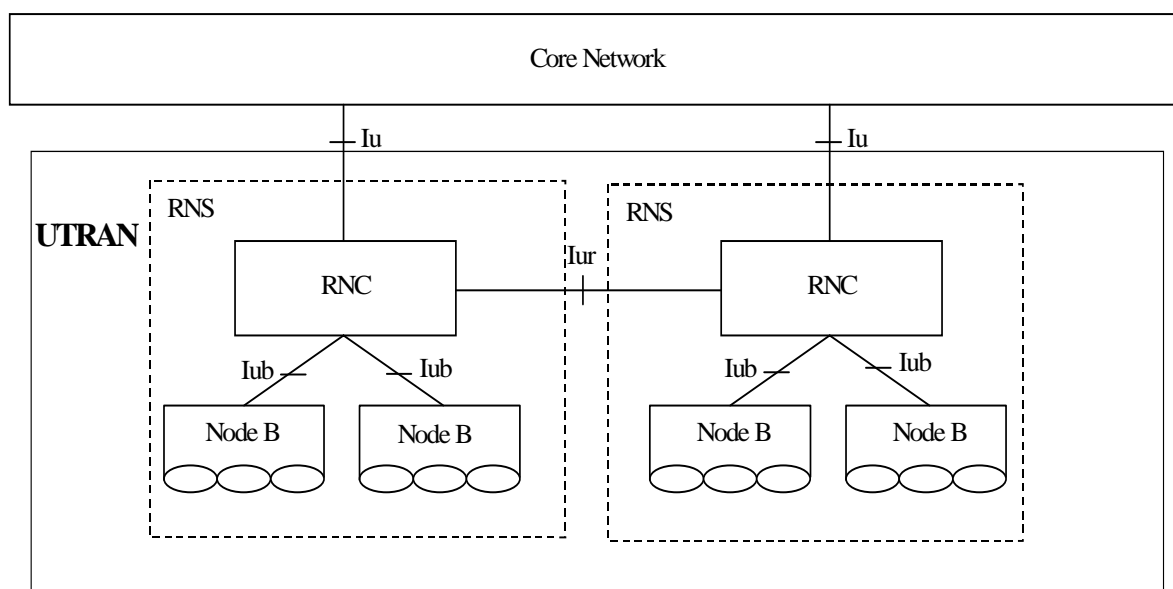 Core Network
Iu
Iu
RNS
RNS
UTRAN
Iur
RNC
RNC
Iub
Iub
Iub
Iub
Node B
Node B
Node B
Node B